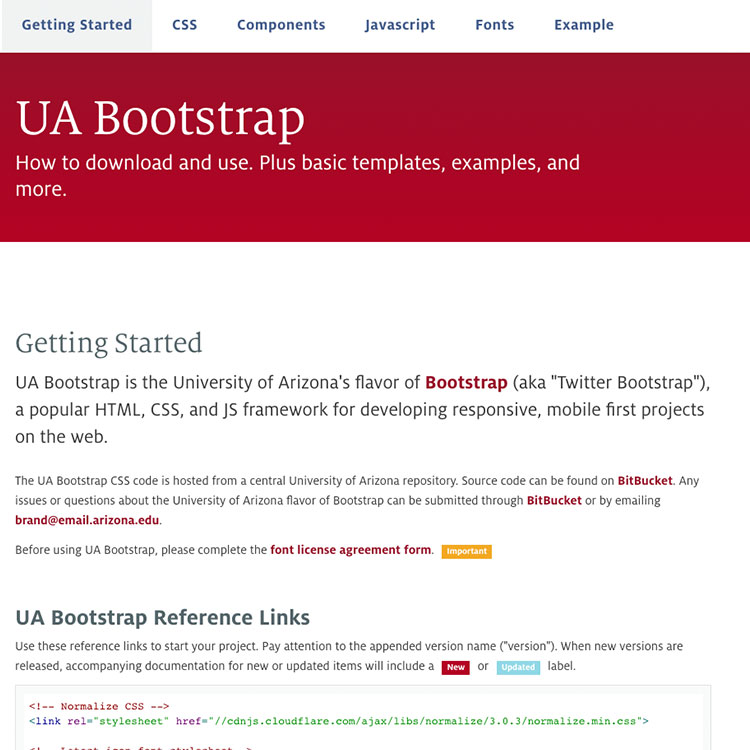 Getting Started CSS Components Javascript Fonts Example
UA Bootstrap
How to download and use. Plus basic templates, examples, and
more.
Getting Started
UA Bootstrap is the University of Arizona's flavor of Bootstrap (aka "Twitter Bootstrap"),
a popular HTML, CSS, and JS framework for developing responsive, mobile first projects
on the web.
The UA Bootstrap CSS code is hosted from a central University of Arizona repository. Source code can be found on BitBucket. Any
issues or questions about the University of Arizona flavor of Bootstrap can be submitted through BitBucket or by emailing
brand@email.arizona.edu.
Before using UA Bootstrap, please complete the font license agreement form. Important
UA Bootstrap Reference Links
Use these reference links to start your project. Pay attention to the appended version name ("version"). When new versions are
released, accompanying documentation for new or updated items will include a New or Updated label.
<!-- Normalize CSS -->
<link rel="stylesheet" href="//cdnjs.cloudflare.com/ajax/libs/normalize/3.0.3/normalize.min.css">